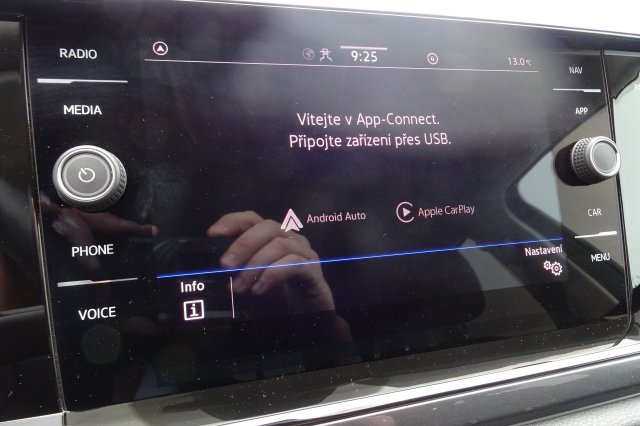 RADIO
MEDIA
PHONE
VOICE
9:25
4
13.0°C
Vítejte v App-Connect.
Připojte zařízení přes USB.
Android Auto
Apple CarPlay
Info
Nastavení
NAV
APP
CAR
MENU